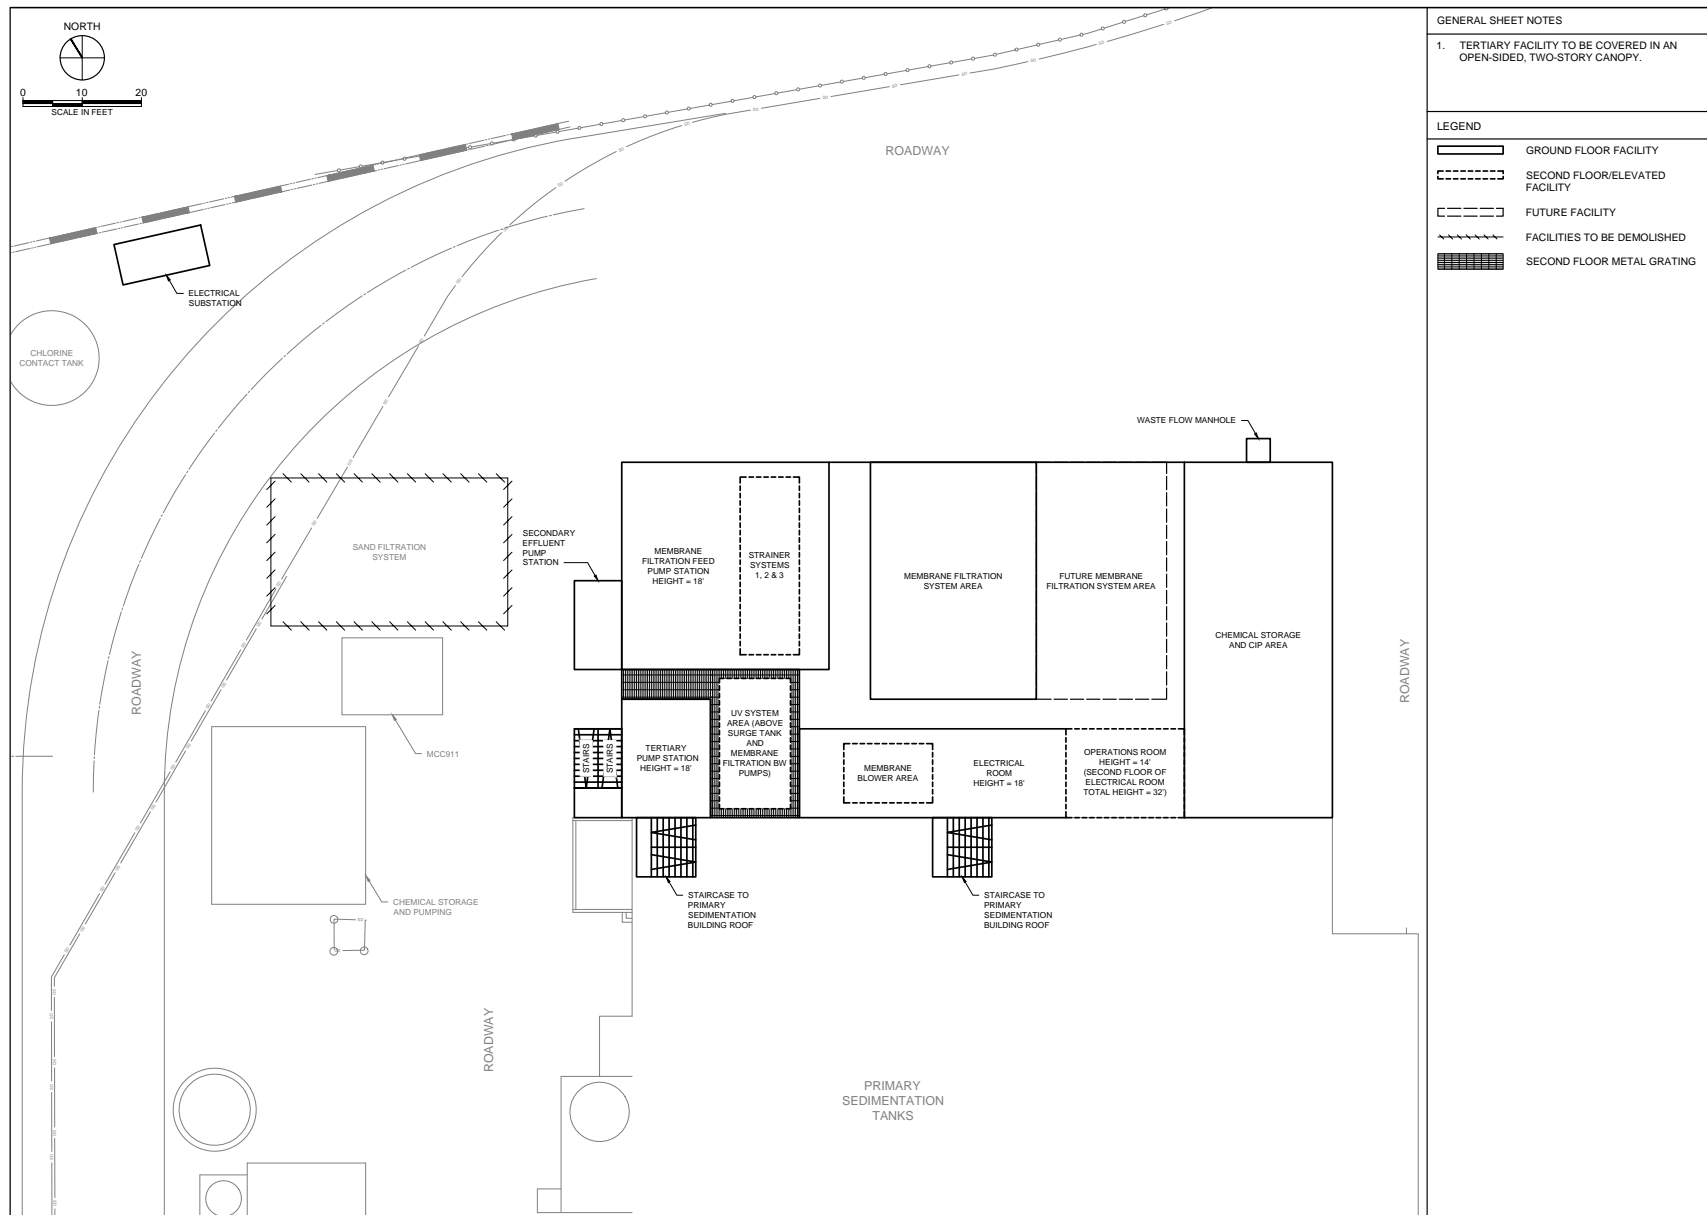 NORTH
0 10 20
SCALE IN FEET
GENERAL SHEET NOTES
1. TERTIARY FACILITY TO BE COVERED IN AN
OPEN-SIDED, TWO-STORY CANOPY.
LEGEND
GROUND FLOOR FACILITY
SECOND FLOOR/ELEVATED
FACILITY
FUTURE FACILITY
FACILITIES TO BE DEMOLISHED
SECOND FLOOR METAL GRATING
ROADWAY
ELECTRICAL
SUBSTATION
CHLORINE
CONTACT TANK
WASTE FLOW MANHOLE
SAND FILTRATION
SYSTEM
SECONDARY
EFFLUENT
PUMP
STATION
MEMBRANE
FILTRATION FEED
PUMP STATION
HEIGHT = 18'
STRAINER
SYSTEMS
1, 2 & 3
MEMBRANE FILTRATION
SYSTEM AREA
FUTURE MEMBRANE
FILTRATION SYSTEM AREA
CHEMICAL STORAGE
AND CIP AREA
ROADWAY
ROADWAY
MCC911
STAIRS
STAIRS
TERTIARY
PUMP STATION
HEIGHT = 18'
UV SYSTEM
AREA (ABOVE
SURGE TANK
AND
MEMBRANE
FILTRATION BW
PUMPS)
MEMBRANE
BLOWER AREA
ELECTRICAL
ROOM
HEIGHT = 18'
OPERATIONS ROOM
HEIGHT = 14'
(SECOND FLOOR OF
ELECTRICAL ROOM
TOTAL HEIGHT = 32')
CHEMICAL STORAGE
AND PUMPING
STAIRCASE TO
PRIMARY
SEDIMENTATION
BUILDING ROOF
STAIRCASE TO
PRIMARY
SEDIMENTATION
BUILDING ROOF
ROADWAY
PRIMARY
SEDIMENTATION
TANKS